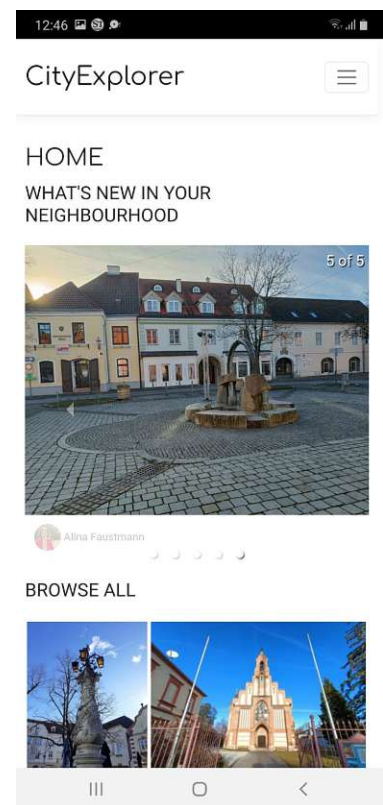 12:46
CityExplorer
HOME
WHAT'S NEW IN YOUR
NEIGHBOURHOOD
5 of 5
Alina Faustmann
BROWSE ALL